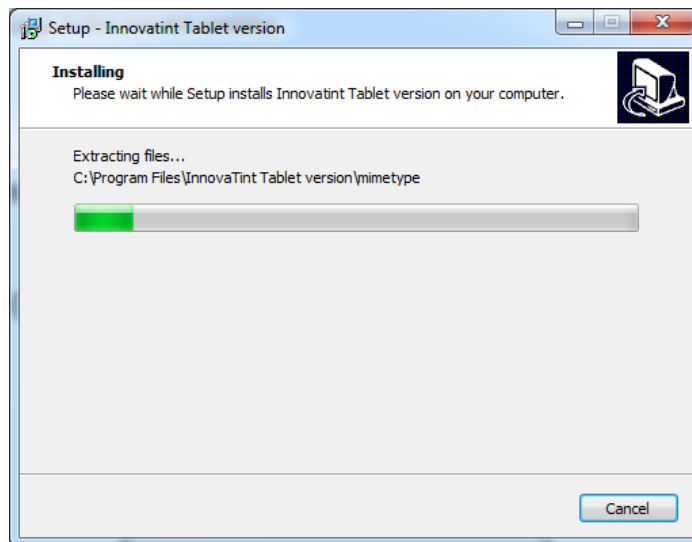 Setup - Innovatint Tablet version
Installing
Please wait while Setup installs Innovatint Tablet version on your computer.
Extracting files...
C:\Program Files\InnovaTint Tablet version\mimetype
Cancel